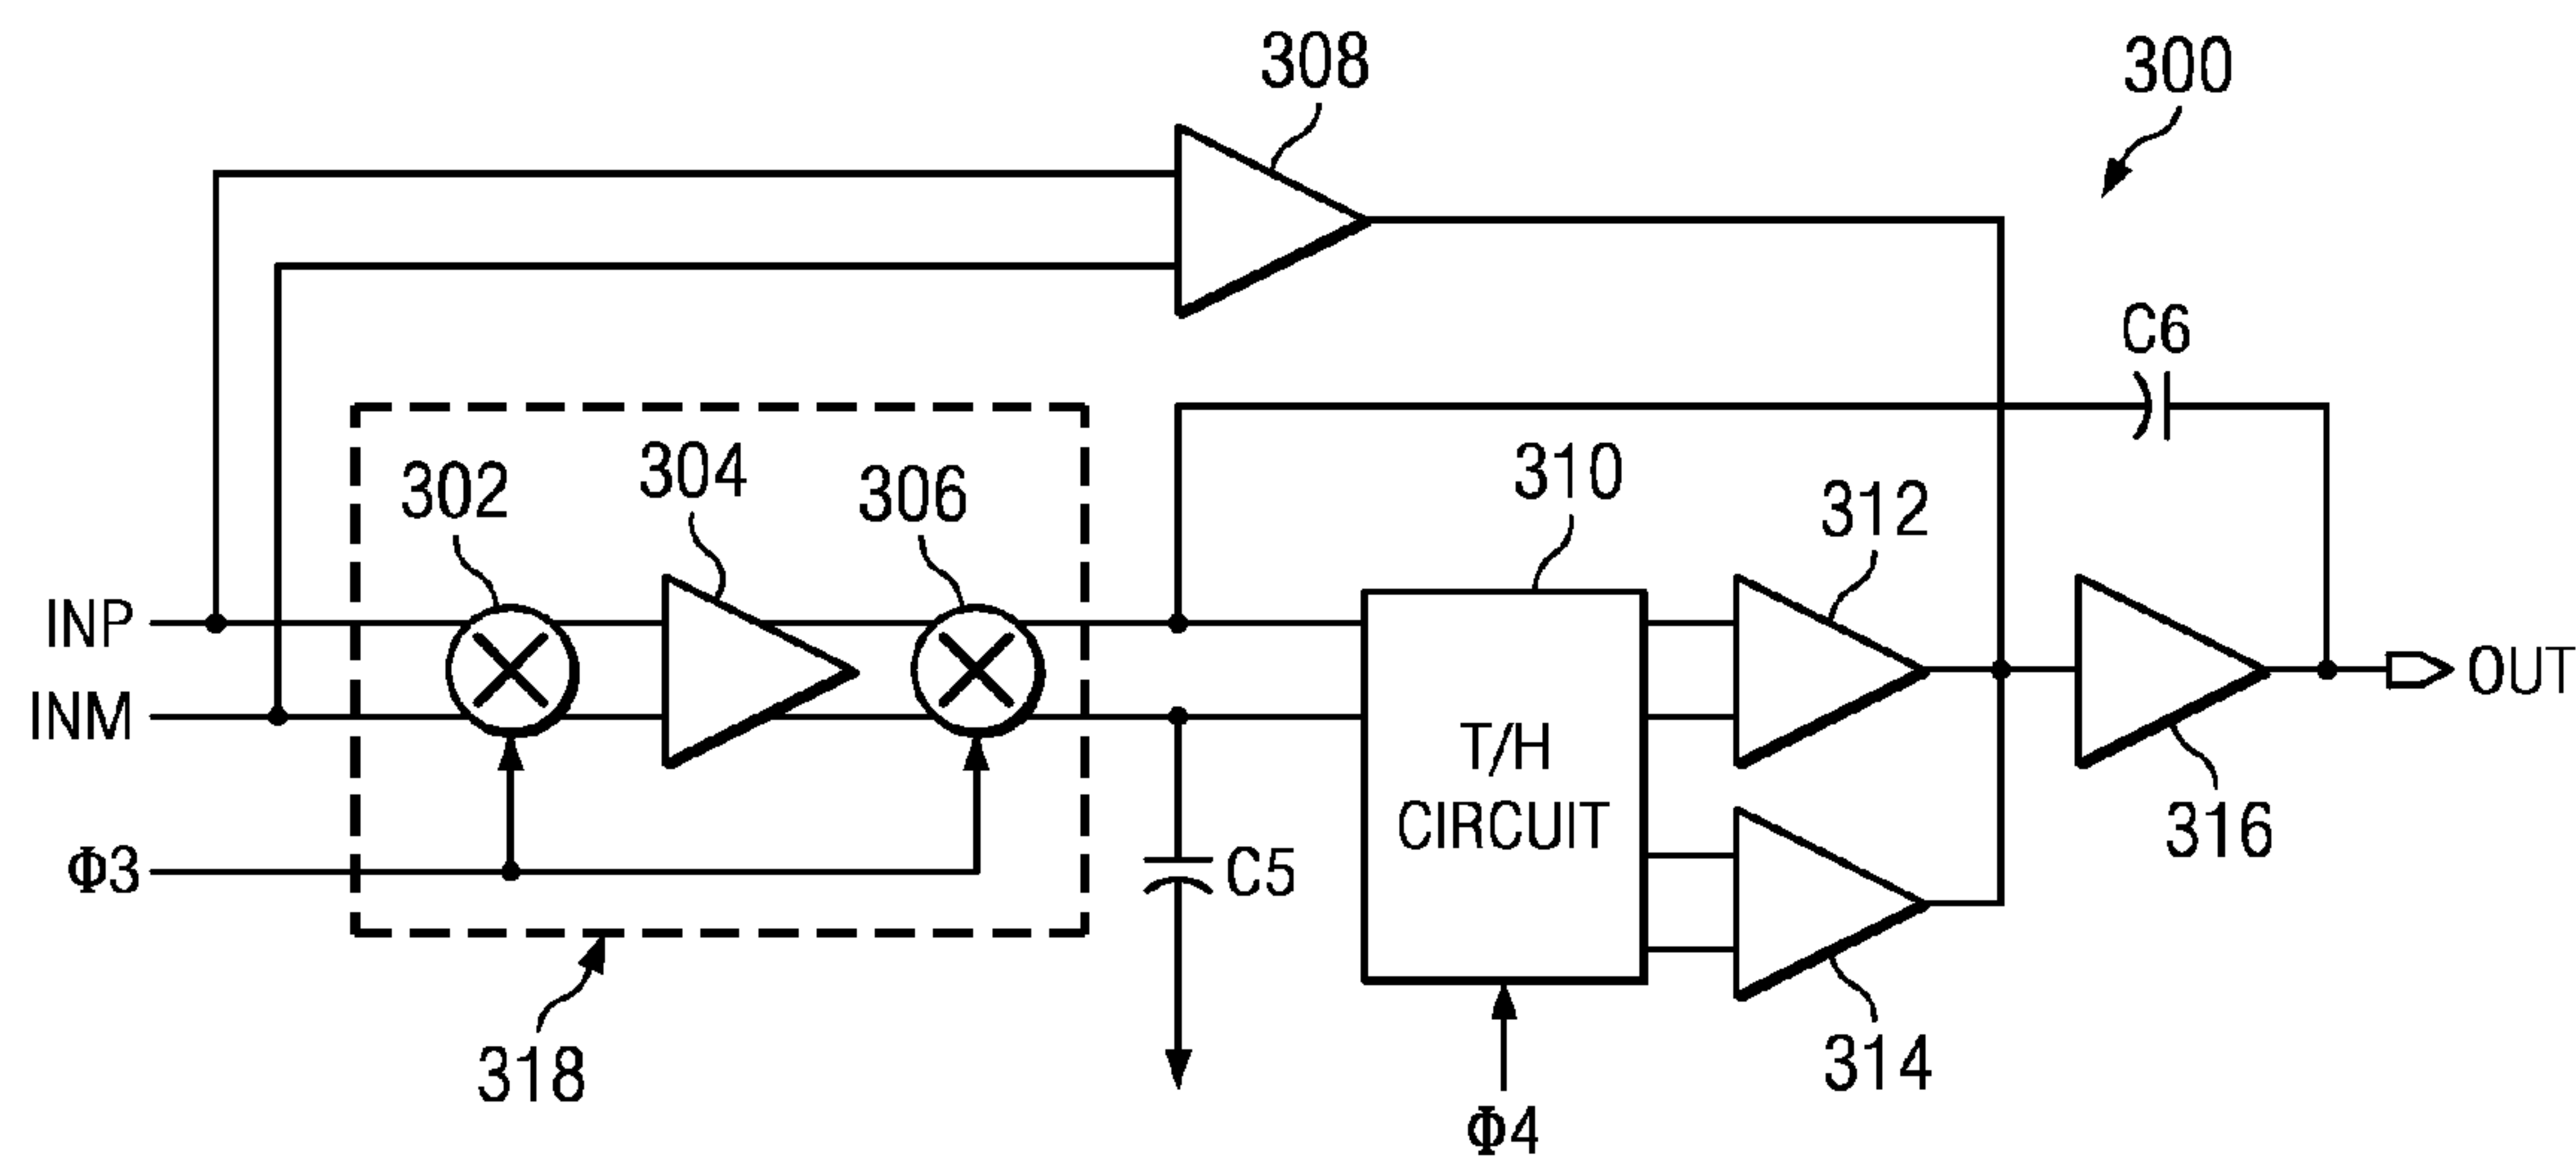 308
300
C6
302
304
306
310
312
INP
INM
OUT
T/H
CIRCUIT
316
Φ3
C5
318
314
Φ4